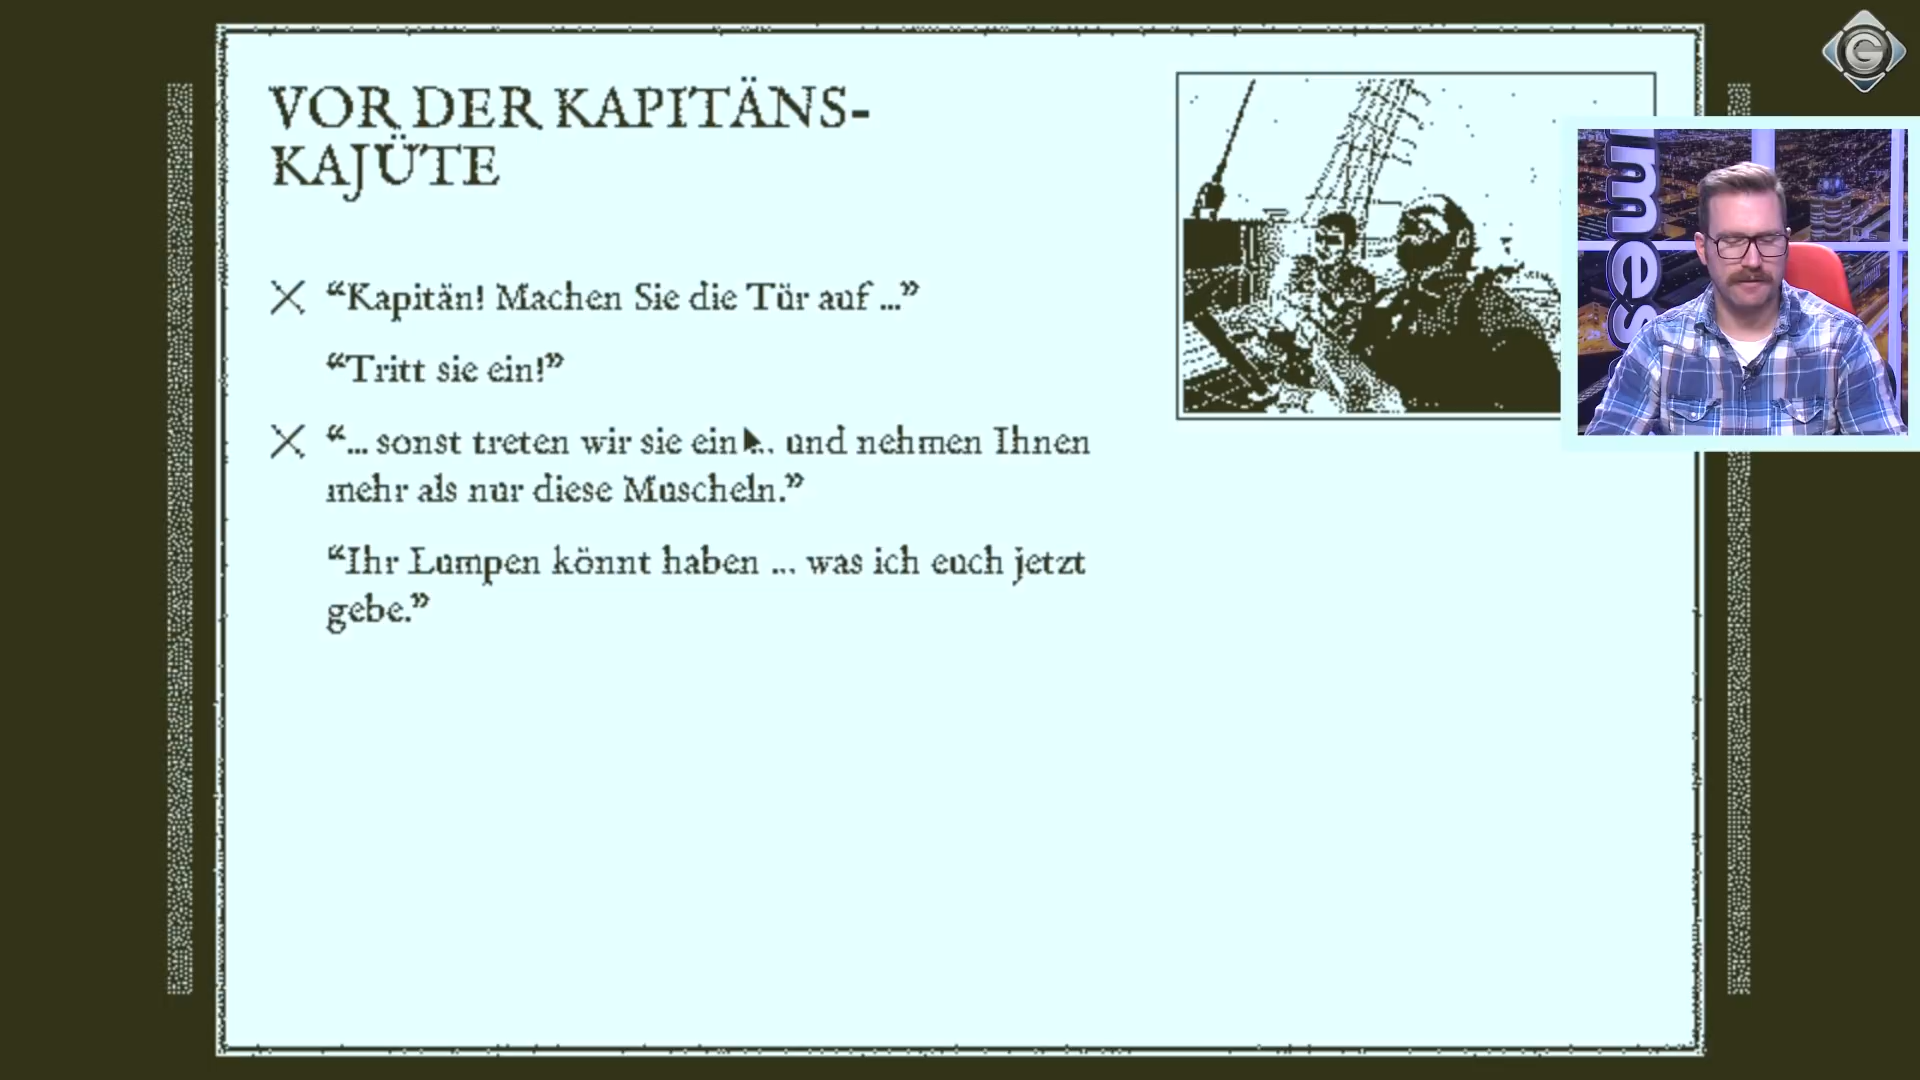 VOR DER KAPITÄNS-
KAJÜTE
“Kapitän! Machen Sie die Tür auf ...”
“Tritt sie ein!”
“... sonst treten wir sie ein ... und nehmen Ihnen
mehr als nur diese Muscheln.”
“Ihr Lumpen könnt haben ... was ich euch jetzt
gebe.”
G
mes